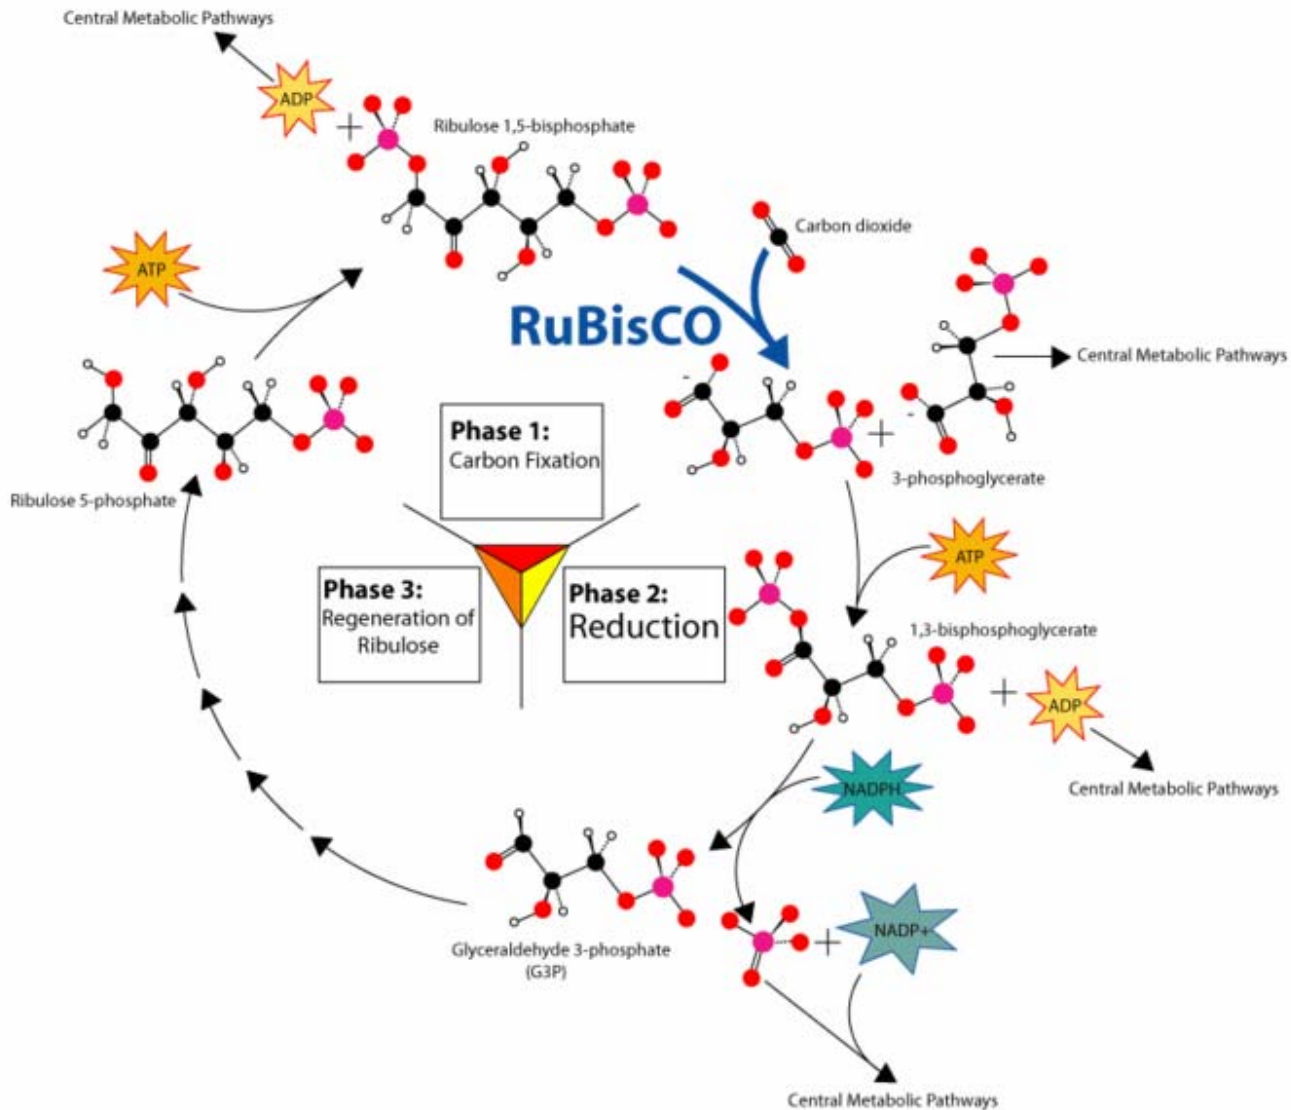 Central Metabolic Pathways
ADP
+
Ribulose 1,5-bisphosphate
Carbon dioxide
ATP
RuBisCO
Central Metabolic Pathways
-
-
+
3-phosphoglycerate
Phase 1:
Carbon Fixation
Ribulose 5-phosphate
ATP
Phase 3:
Regeneration of
Ribulose
Phase 2:
Reduction
1,3-bisphosphoglycerate
+
ADP
Central Metabolic Pathways
NADPH
Glyceraldehyde 3-phosphate
(G3P)
+
NADP+
Central Metabolic Pathways